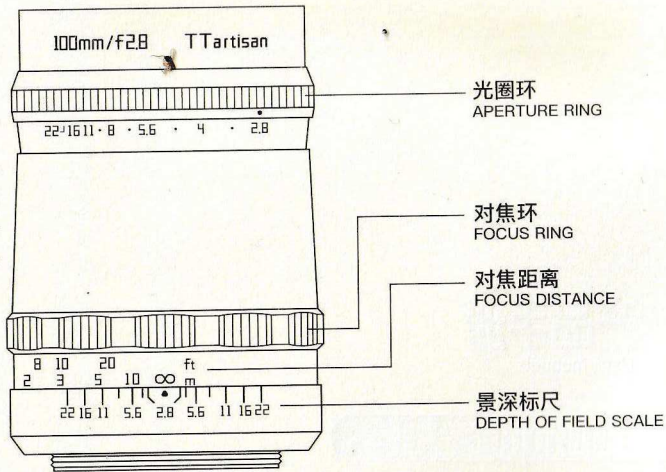 100mm/f2.8 TTartisan
光圈环
APERTURE RING
22 16 11 · 8 · 5.6 · 4 · 2.8
对焦环
FOCUS RING
对焦距离
FOCUS DISTANCE
8 10 20 ft
2 3 5 10 ∞ m
景深标尺
DEPTH OF FIELD SCALE
22 16 11 5.6 2.8 5.6 11 16 22